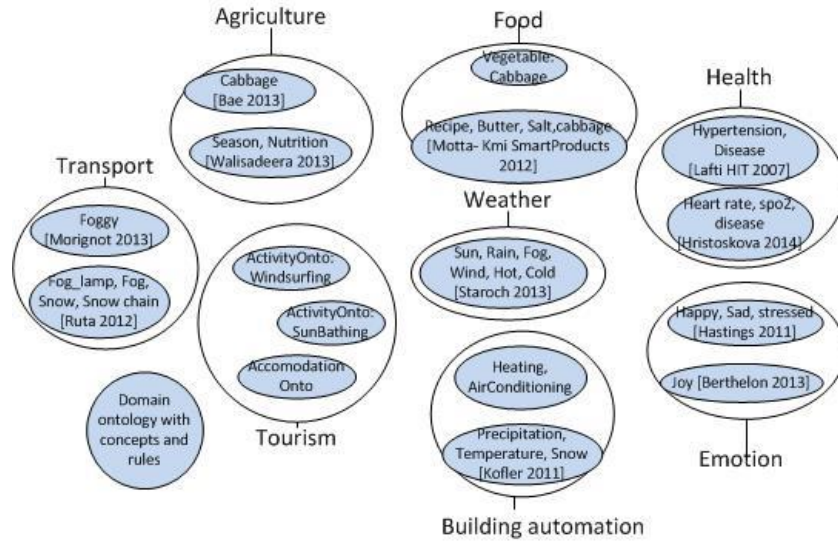 Agriculture
Cabbage
[Bae 2013]
Season, Nutrition
[Walisadeera 2013]
Food
Vegetable:
Cabbage
Recipe, Butter, Salt,cabbage
[Motta- Kmi SmartProducts
2012]
Health
Hypertension,
Disease
[Lafti HIT 2007]
Heart rate, spo2,
disease
[Hristoskova 2014]
Transport
Foggy
[Morignot 2013]
Fog_lamp, Fog,
Snow, Snow chain
[Ruta 2012]
Weather
Sun, Rain, Fog,
Wind, Hot, Cold
[Staroch 2013]
ActivityOnto:
Windsurfing
ActivityOnto:
SunBathing
Accomodation
Onto
Tourism
Happy, Sad, stressed
[Hastings 2011]
Joy [Berthelon 2013]
Emotion
Heating,
AirConditioning
Precipitation,
Temperature, Snow
[Kofler 2011]
Building automation
Domain
ontology with
concepts and
rules